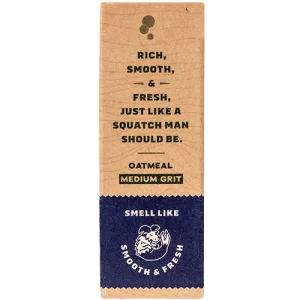 RICH,
SMOOTH,
&
FRESH,
JUST LIKE A
SQUATCH MAN
SHOULD BE.
OATMEAL
MEDIUM GRIT
SMELL LIKE
SMOOTH & FRESH